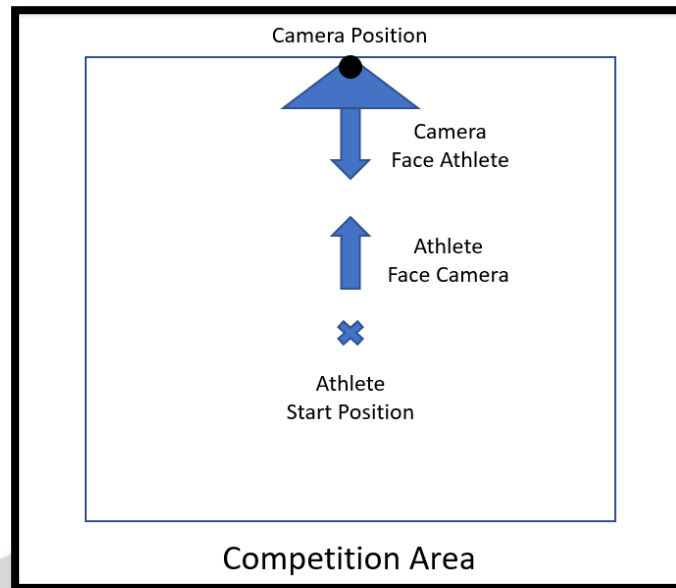 Camera Position
Camera
Face Athlete
Athlete
Face Camera
Athlete
Start Position
Competition Area